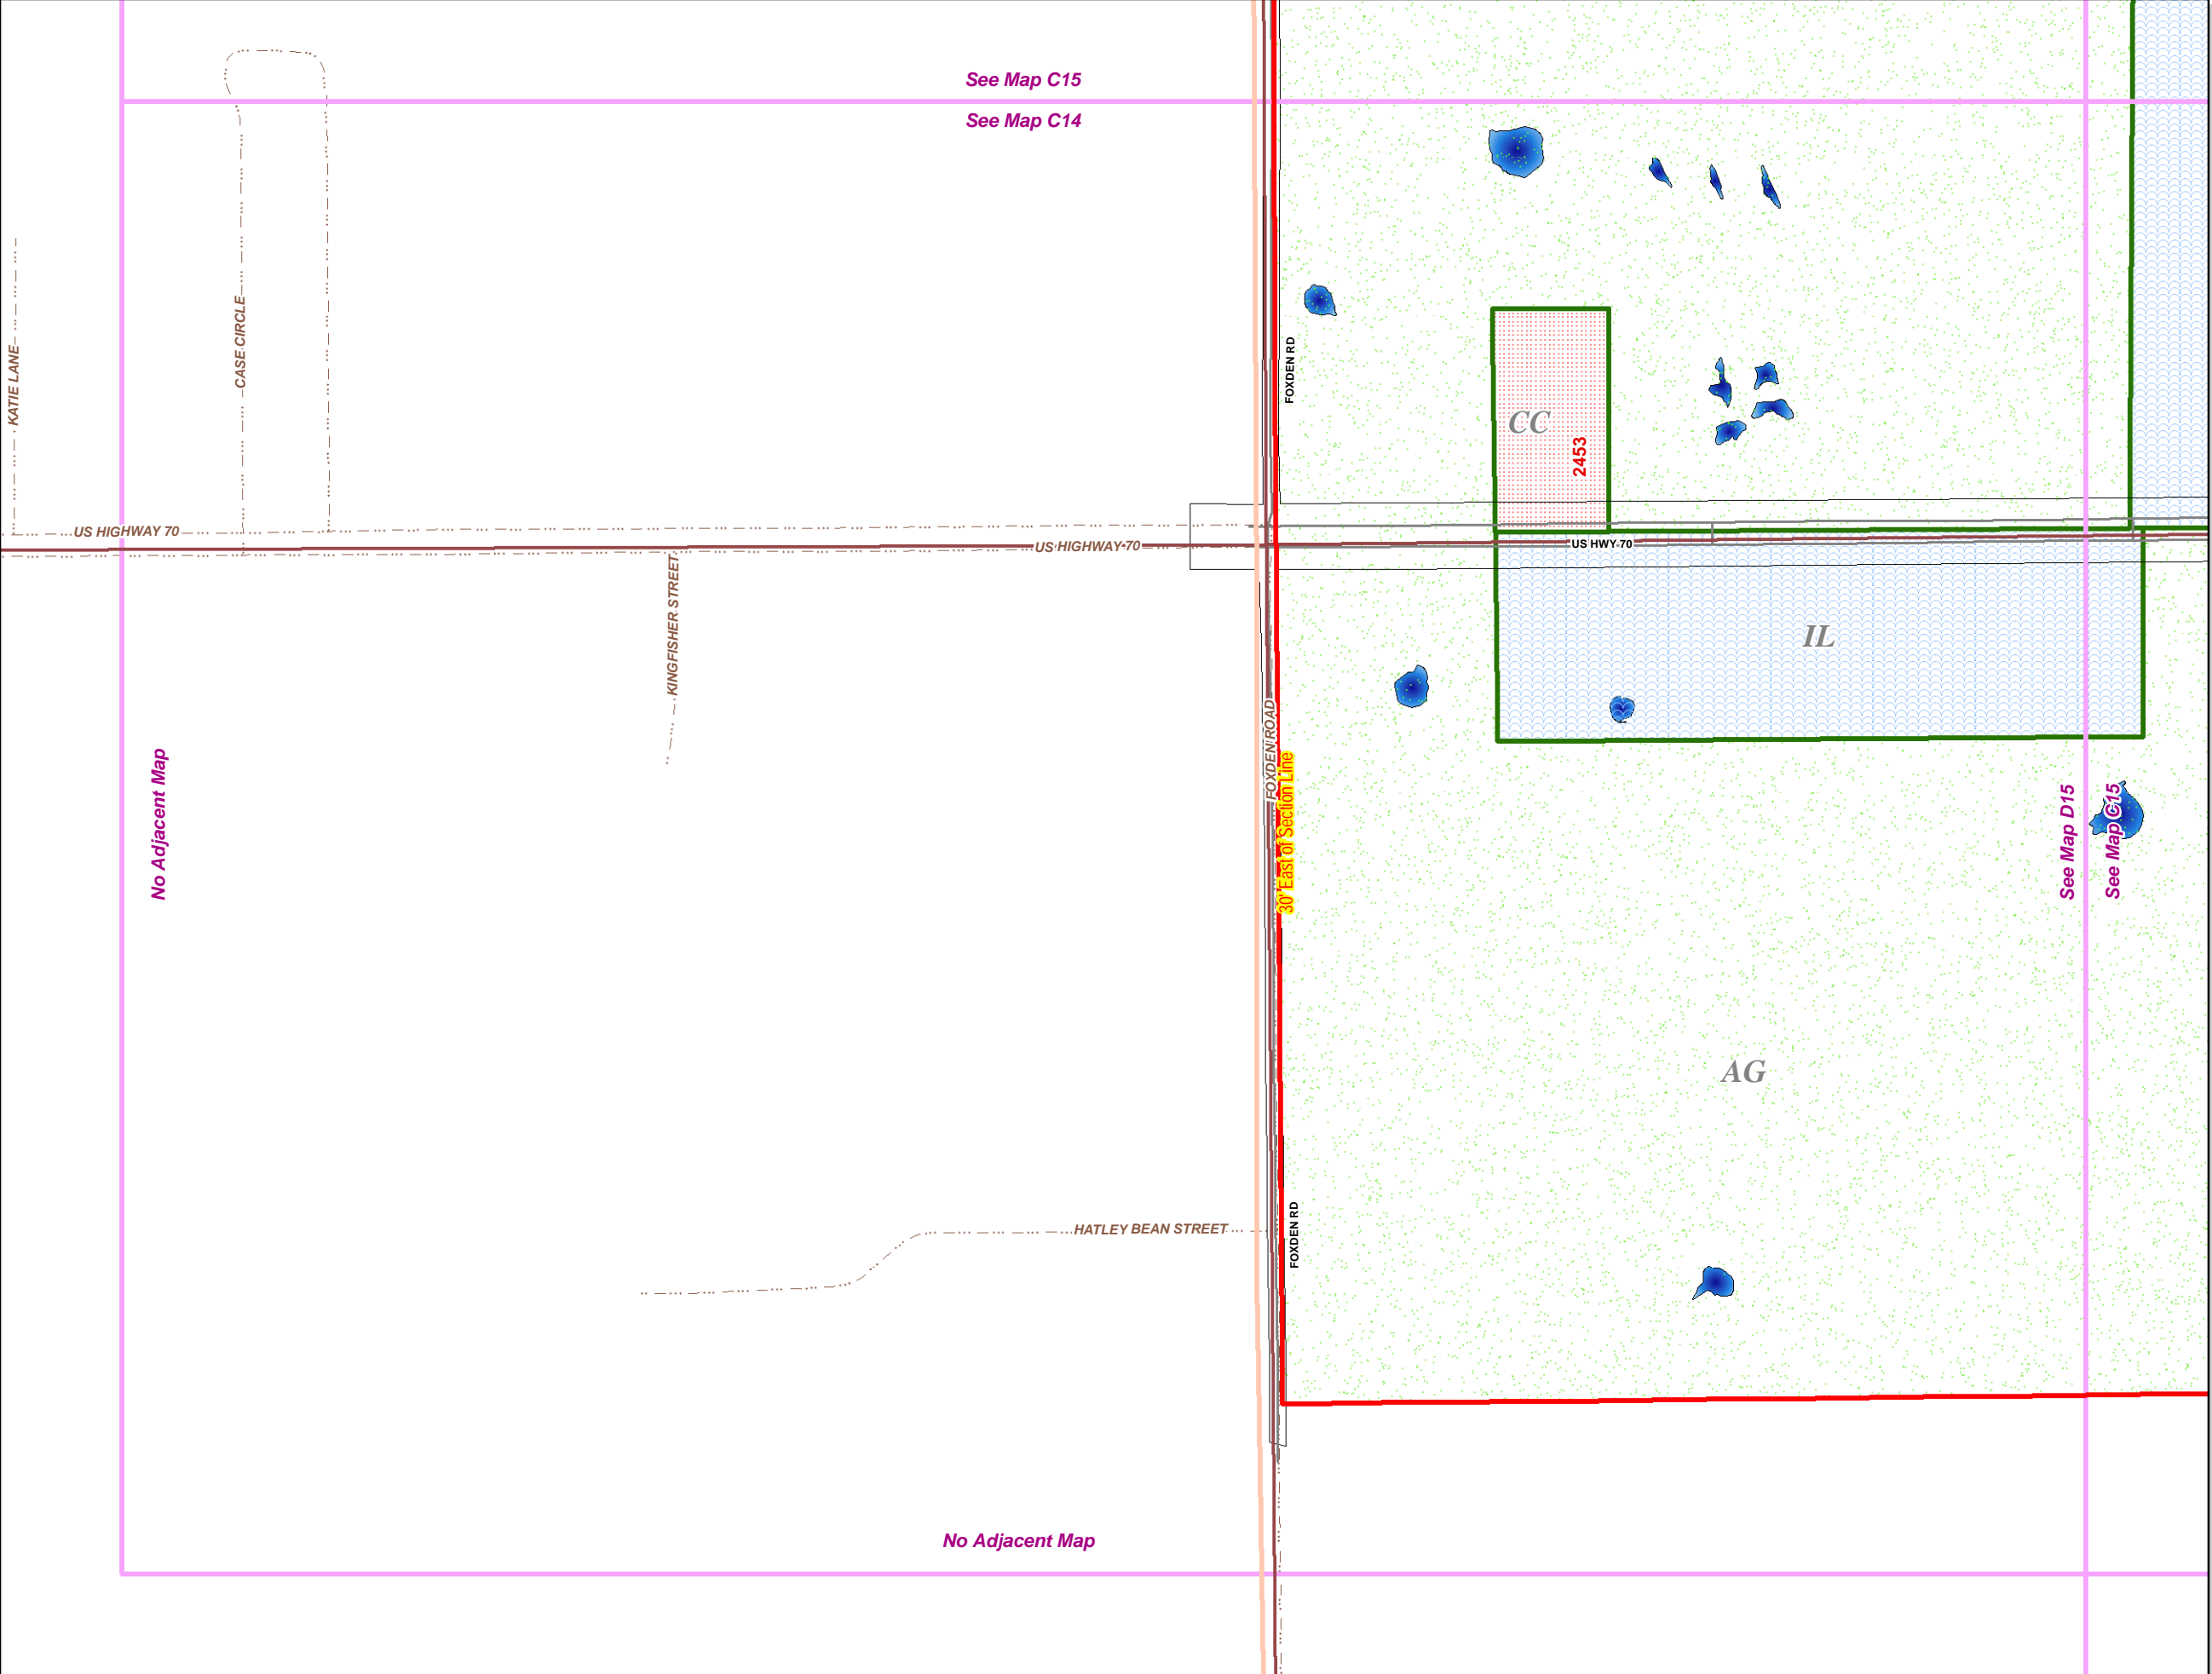 See Map C15
See Map C14
KATIE LANE
CASE CIRCLE
FOXDEN RD
CC
2453
US HIGHWAY 70
US HIGHWAY 70
US HWY 70
KINGFISHER STREET
IL
FOXDEN ROAD
30' East of Section Line
No Adjacent Map
See Map D15
See Map C15
AG
HATLEY BEAN STREET
FOXDEN RD
No Adjacent Map